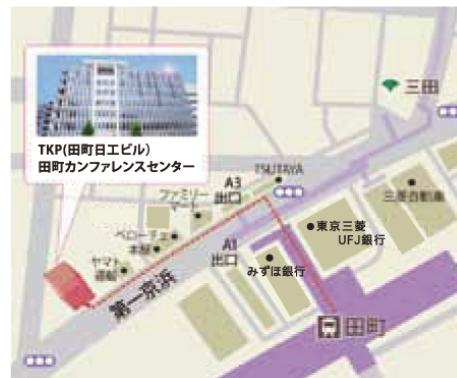 TKP(田町日工ビル)
田町カンファレンスセンター
三田
TSUTAYA
A3
出口
ファミリー
マート
三菱自動車
東京三菱
UFJ銀行
ベローチェ
本屋
A1
出口
みずほ銀行
ヤマト
運輸
第一京浜
田町